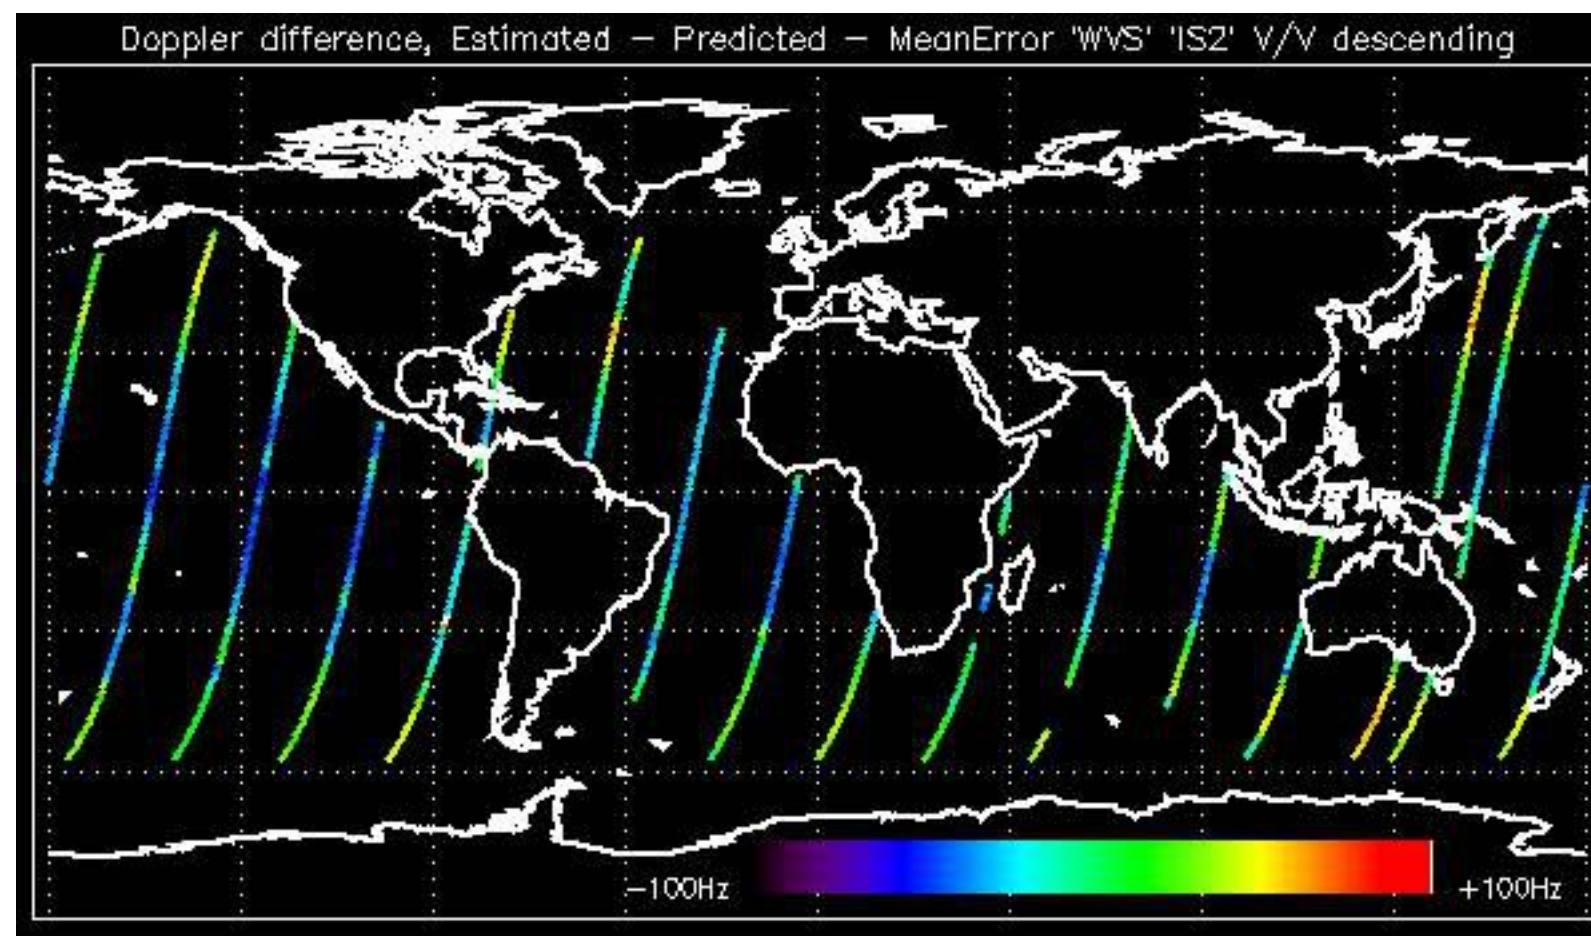 Doppler difference, Estimated — Predicted — MeanError 'WVS' 'IS2' V/V descending
—100Hz +100Hz